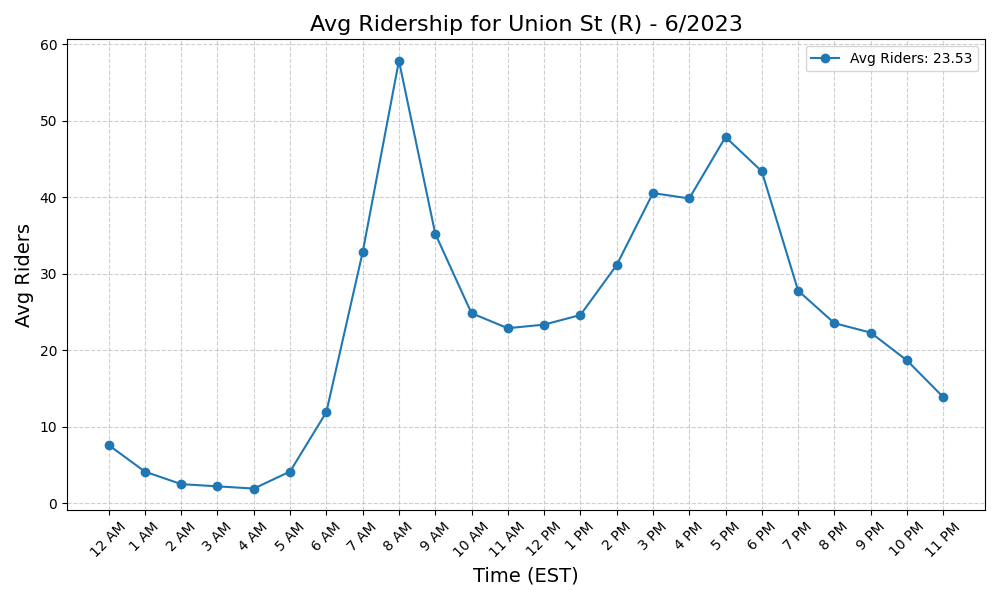 Avg Ridership for Union St (R) - 6/2023
Avg Riders: 23.53
Avg Riders
60
50
40
30
20
10
0
12 AM
1 AM
2 AM
3 AM
4 AM
5 AM
6 AM
7 AM
8 AM
9 AM
10 AM
11 AM
12 PM
1 PM
2 PM
3 PM
4 PM
5 PM
6 PM
7 PM
8 PM
9 PM
10 PM
11 PM
Time (EST)